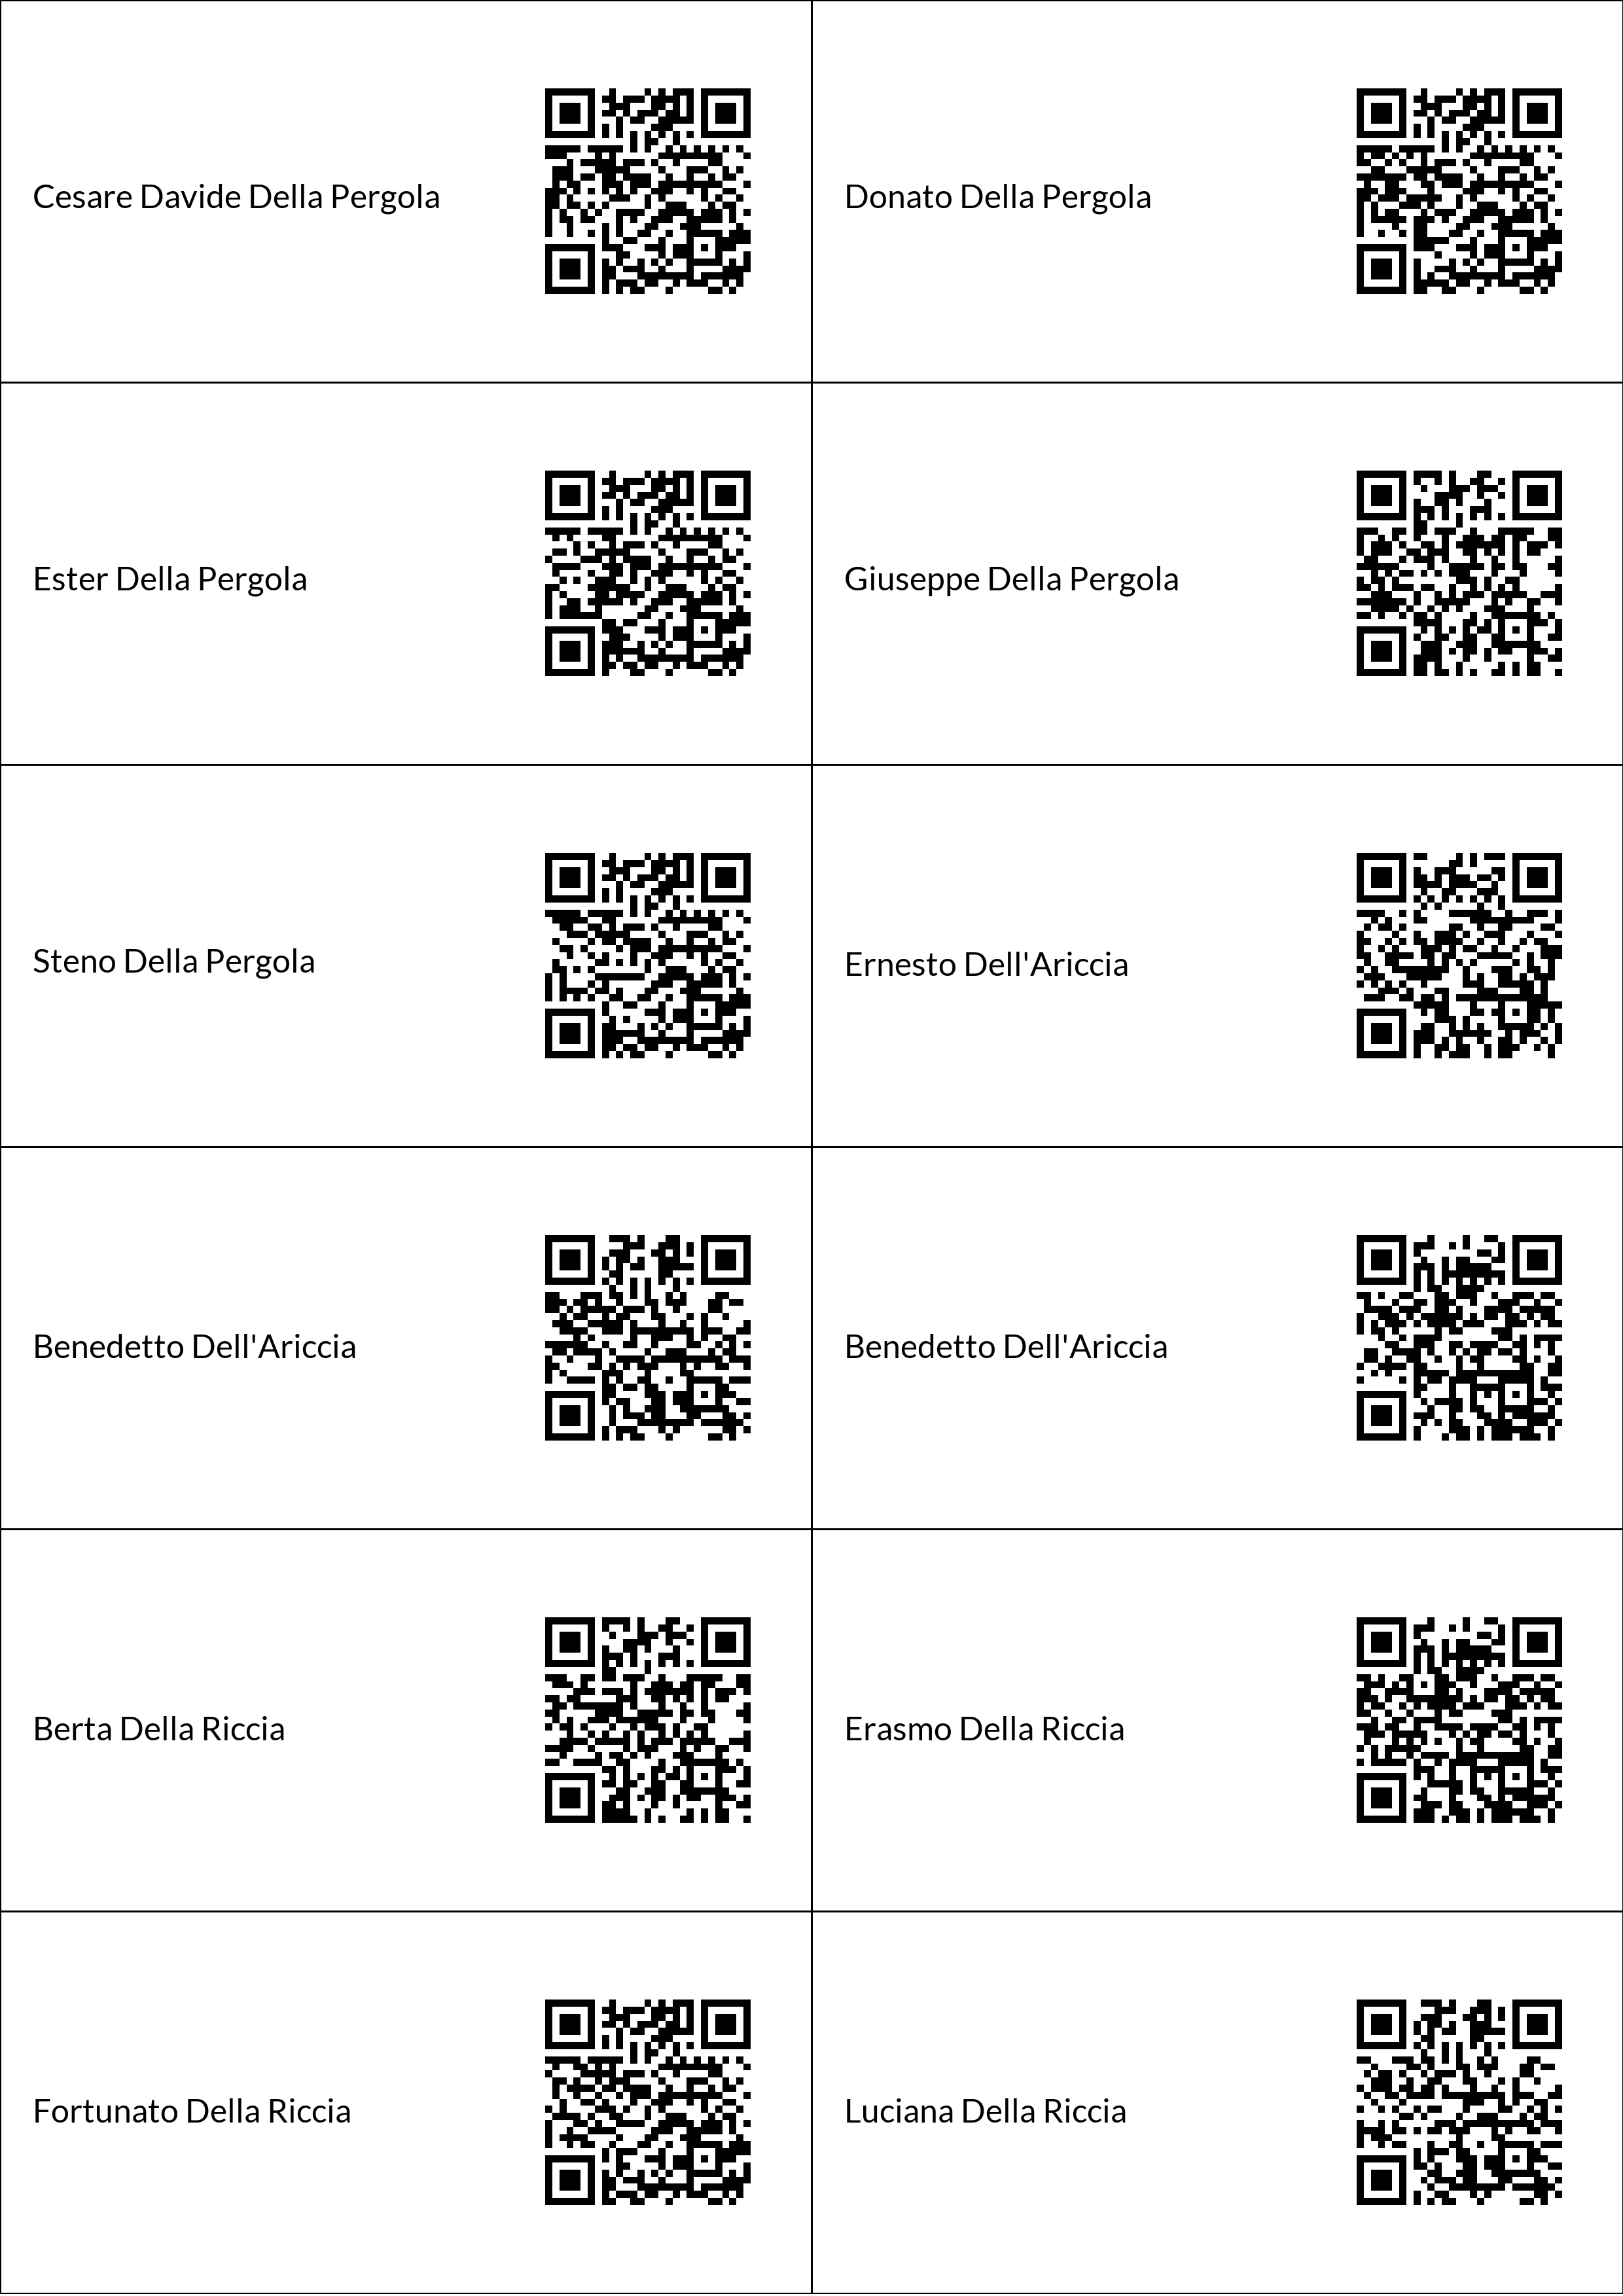 Cesare Davide Della Pergola
Donato Della Pergola
Ester Della Pergola
Giuseppe Della Pergola
Steno Della Pergola
Ernesto Dell'Ariccia
Benedetto Dell'Ariccia
Benedetto Dell'Ariccia
Berta Della Riccia
Erasmo Della Riccia
Fortunato Della Riccia
Luciana Della Riccia